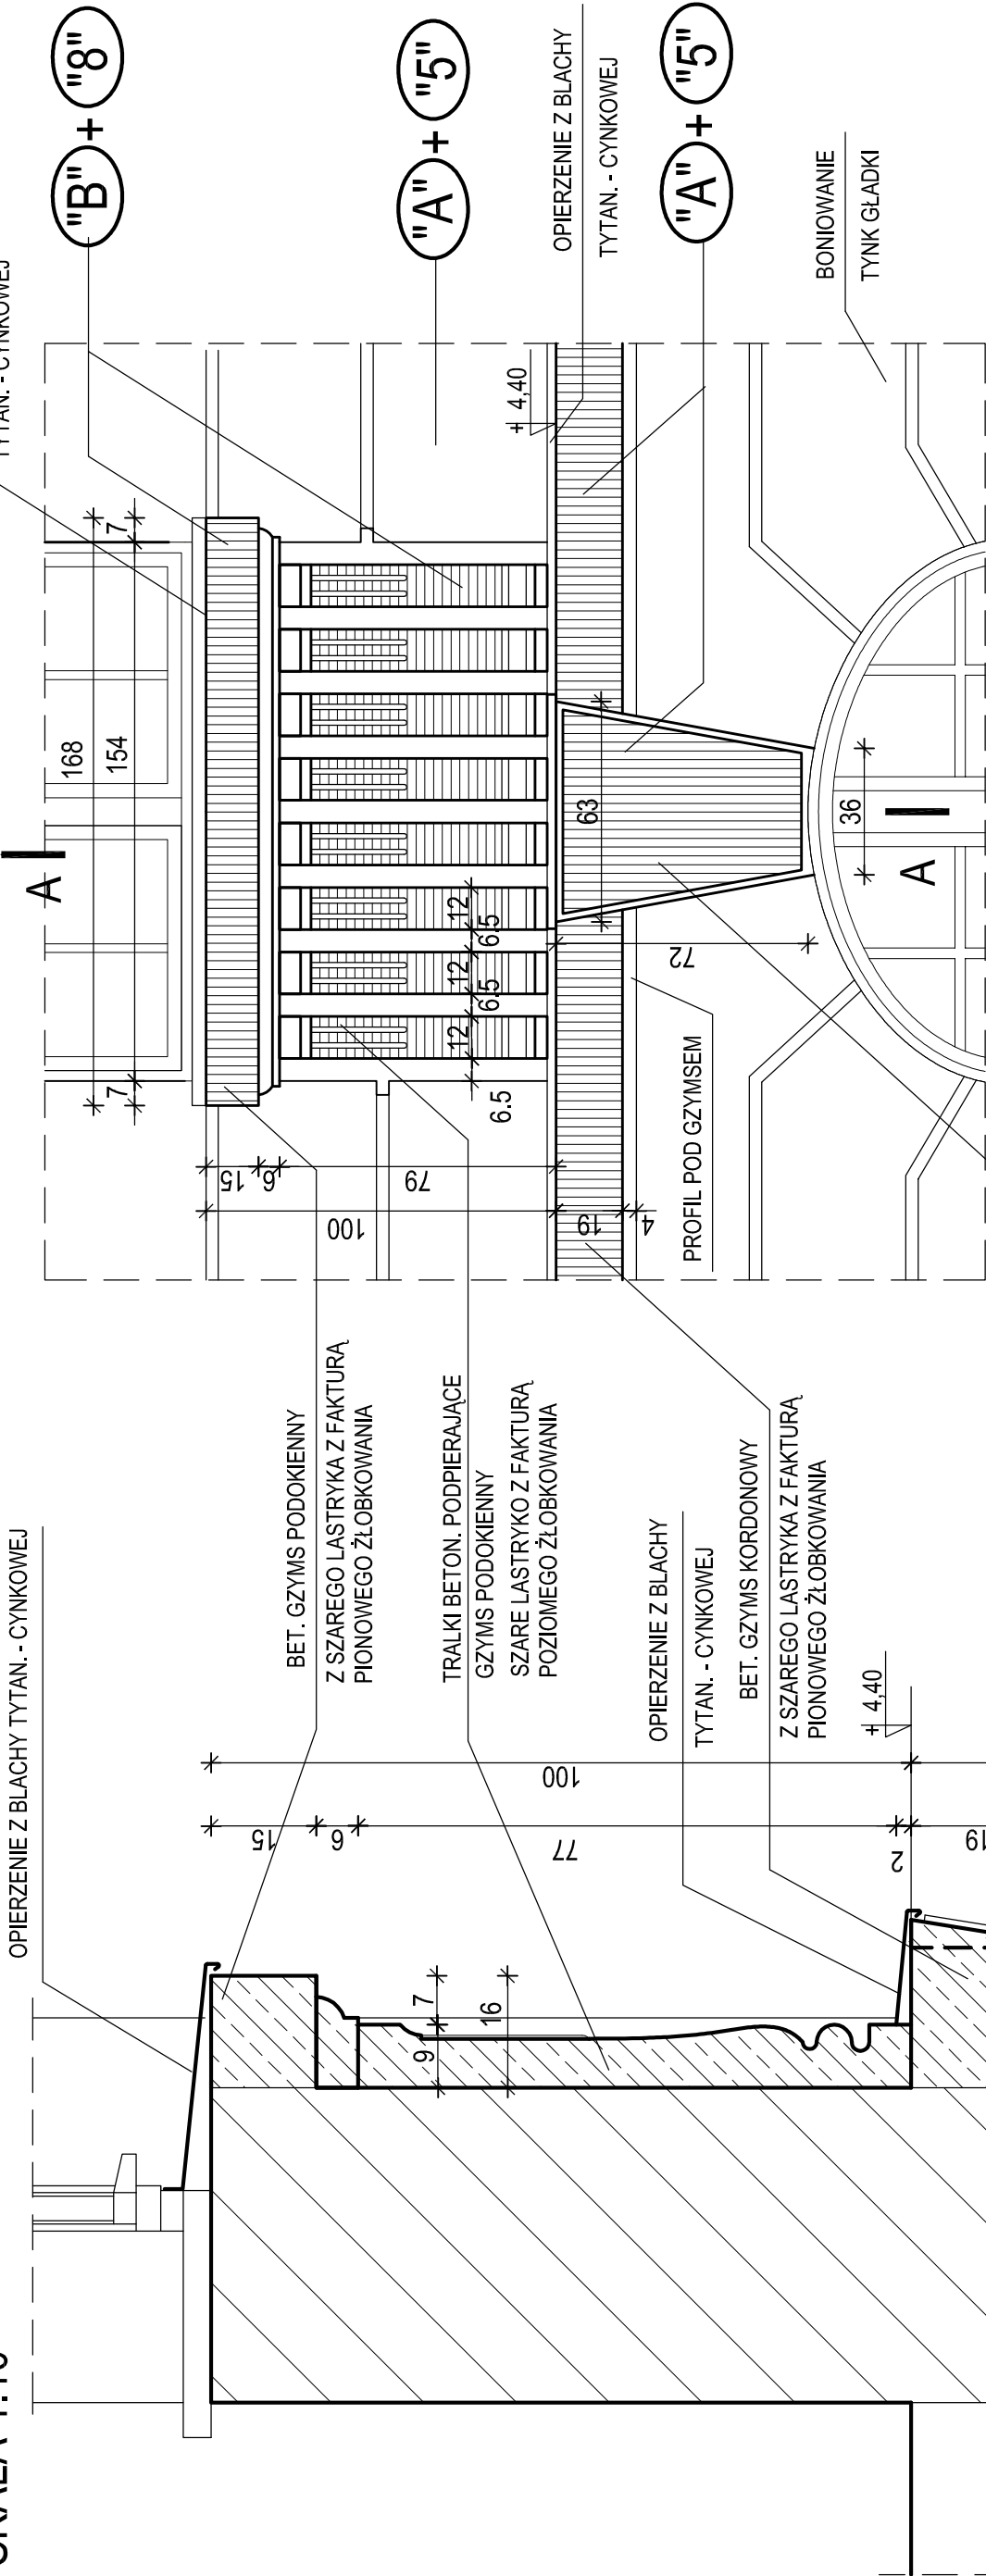 OPIERZENIE Z BLACHY TYTAN. - CYNKOWEJ
BET. GZYMS PODOKIENNY
Z SZAREGO LASTRYKA Z FAKTURĄ
PIONOWEGO ŻŁOBKOWANIA
TRALKI BETON. PODPIERAJĄCE
GZYMS PODOKIENNY
SZARE LASTRYKO Z FAKTURĄ
POZIOMEGO ŻŁOBKOWANIA
OPIERZENIE Z BLACHY
TYTAN. - CYNKOWEJ
BET. GZYMS KORDONOWY
Z SZAREGO LASTRYKA Z FAKTURĄ
PIONOWEGO ŻŁOBKOWANIA
+ 4,40
15
6
77
2
100
19
7
9
16
TYTAN. - CYNKOWEJ
"B" + "8"
"A" + "5"
OPIERZENIE Z BLACHY
TYTAN. - CYNKOWEJ
"A" + "5"
BONIOWANIE
TYNK GŁADKI
+ 4,40
A
168
7
154
7
12
6.5
12
6.5
12
6.5
15
6
79
100
19
4
63
72
36
A
PROFIL POD GZYMSEM